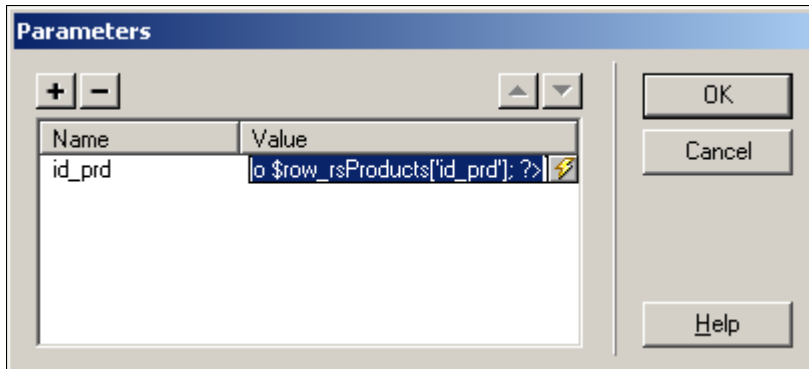 Parameters
+ −
OK
Name Value
Cancel
id_prd o $row_rsProducts['id_prd']; ?>
Help